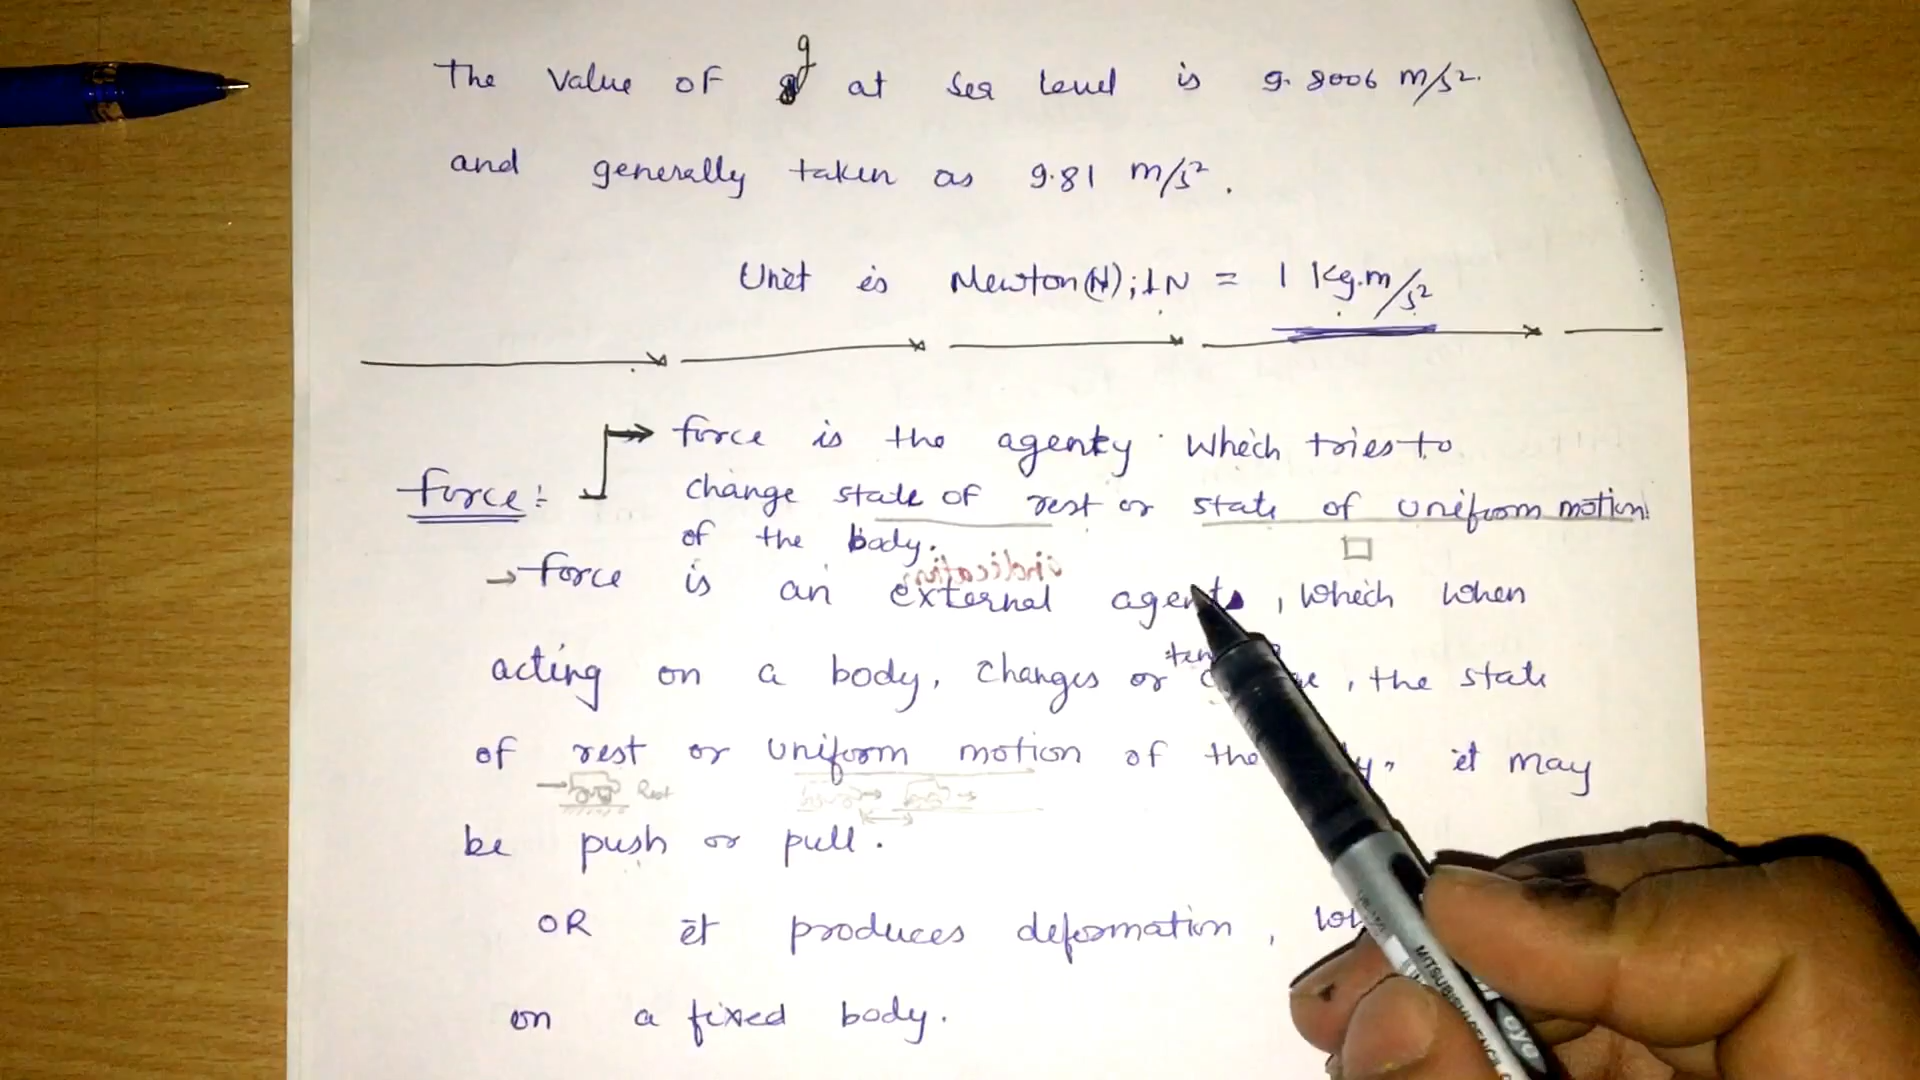 The Value of g at sea level is 9.8006 m/s².
and generally taken as 9.81 m/s².
Unit is Newton(N); 1N = 1 kg.m/s²
force is the agenty which tries to
change state of rest or state of uniform motion
force:-
of the body.
→ force is an external agent, which when
acting on a body, changes or the state
of rest or uniform motion of the it may
Rest
be push or pull.
OR it produces deformation,
on a fixed body.
MITSUBISHI PENCIL
eye